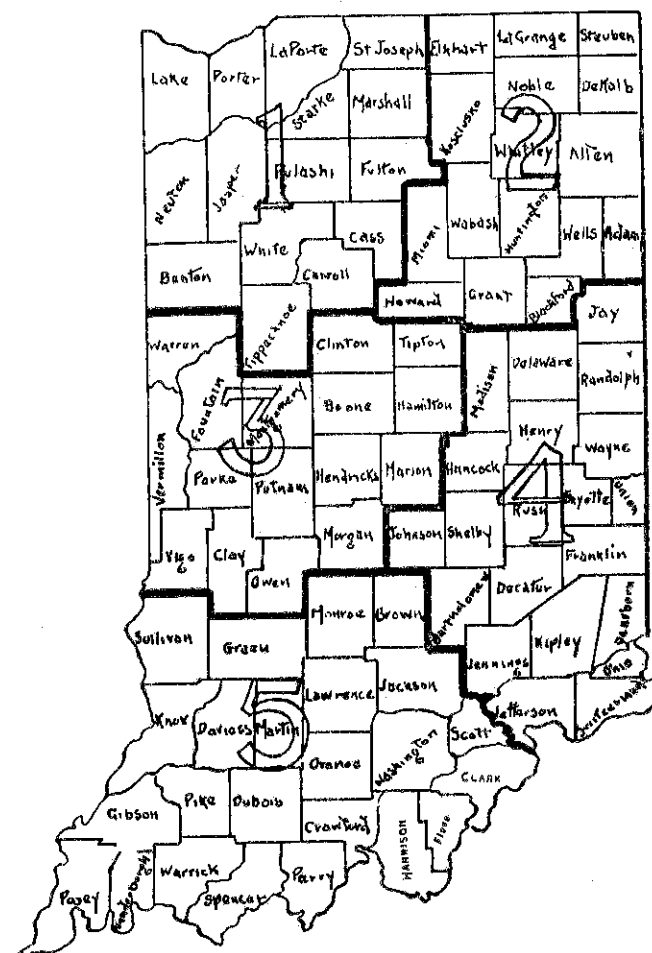 LaPorte
St Joseph
Elkhart
LaGrange
Steuben
Lake
Porter
Noble
DeKalb
Starke
Marshall
Kosciusko
1
2
Whitley
Allen
Newton
Jasper
Pulaski
Fulton
Miami
Wabash
Huntington
Wells
Adams
White
Cass
Benton
Carroll
Howard
Grant
Blackford
Jay
Warren
Tippecanoe
Clinton
Tipton
Madison
Delaware
Randolph
Fountain
3
Montgomery
Boone
Hamilton
Henry
Wayne
Vermillon
Parke
Putnam
Hendricks
Marion
Hancock
4
Rush
Fayette
Union
Vigo
Clay
Owen
Morgan
Johnson
Shelby
Franklin
Decatur
Monroe
Brown
Bartholomew
Dearborn
Sullivan
Green
Jennings
Ripley
Ohio
Lawrence
Jackson
Knox
Daviess
Martin
5
Jefferson
Switzerland
Orange
Washington
Scott
CLARK
Gibson
Pike
Dubois
Crawford
HARRISON
Floyd
Posey
Vanderburgh
Warrick
Spencer
Perry